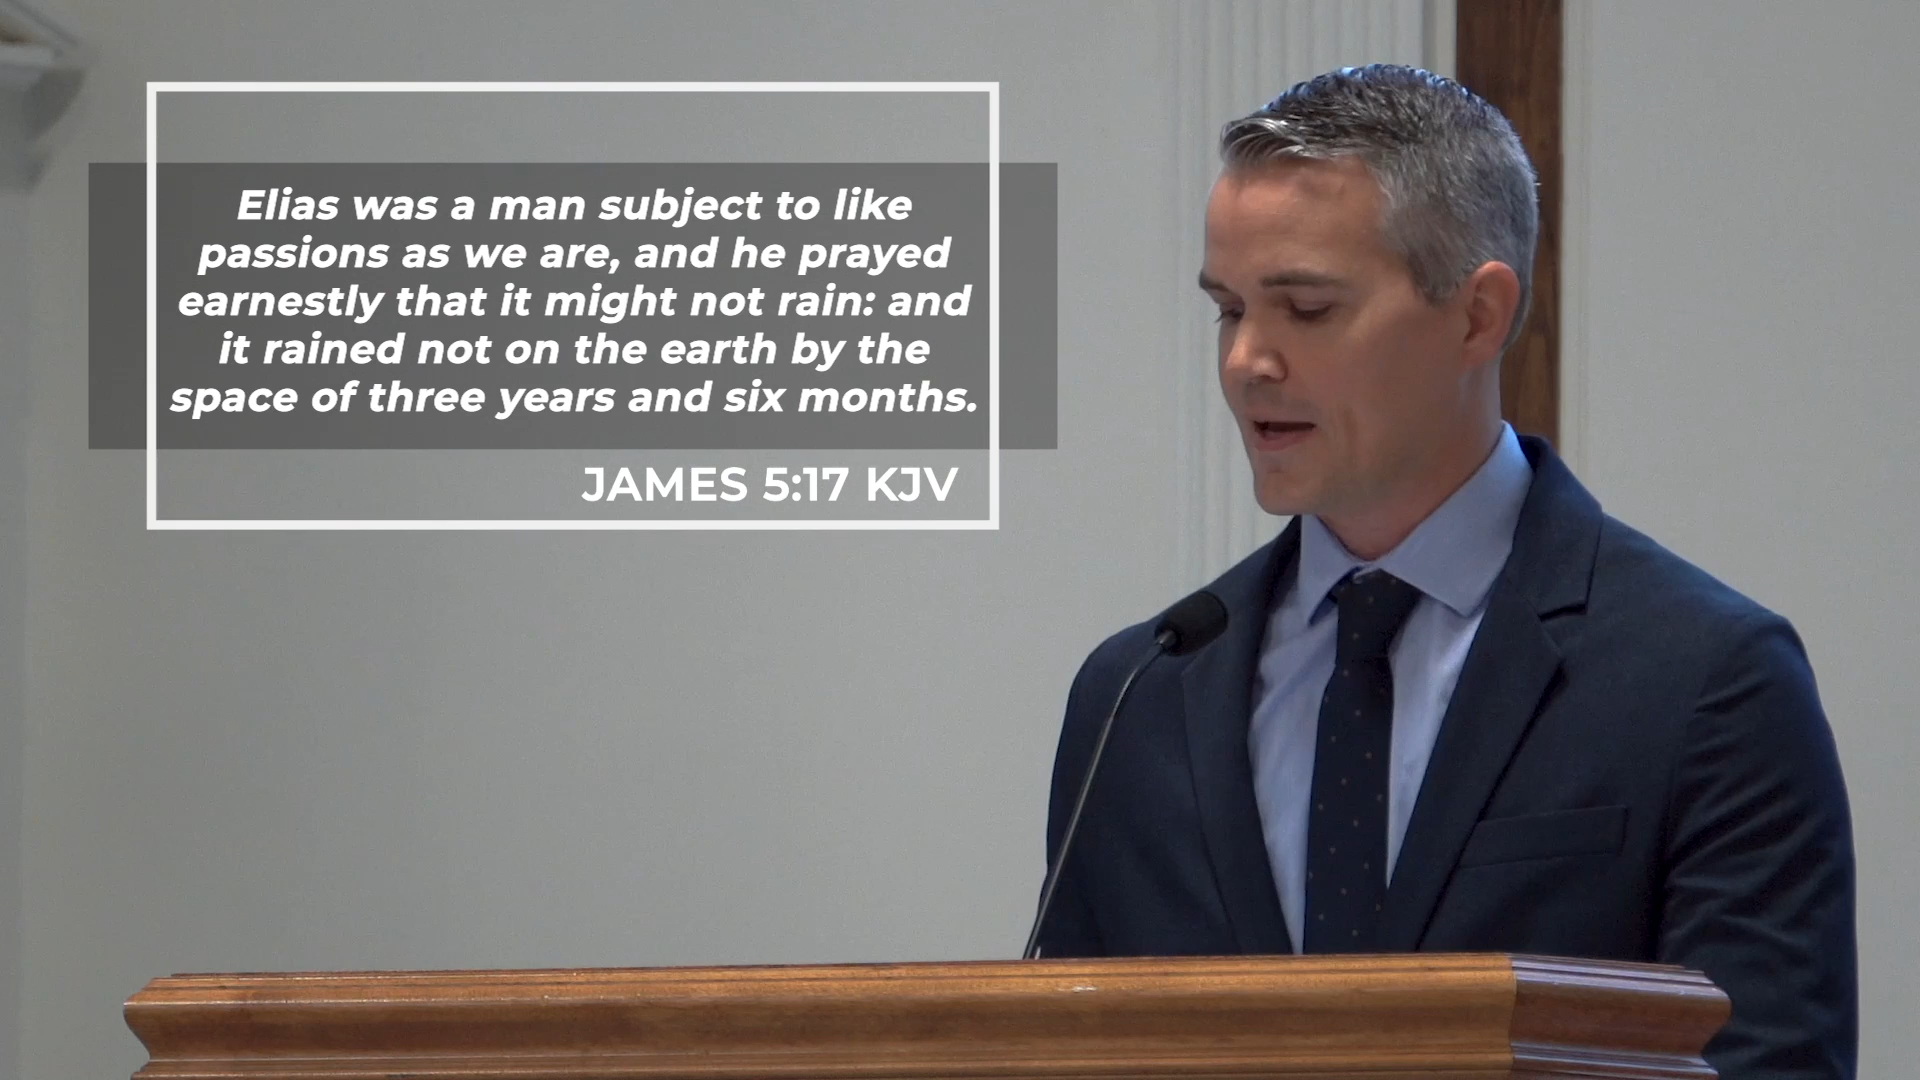 Elias was a man subject to like
passions as we are, and he prayed
earnestly that it might not rain: and
it rained not on the earth by the
space of three years and six months.
JAMES 5:17 KJV